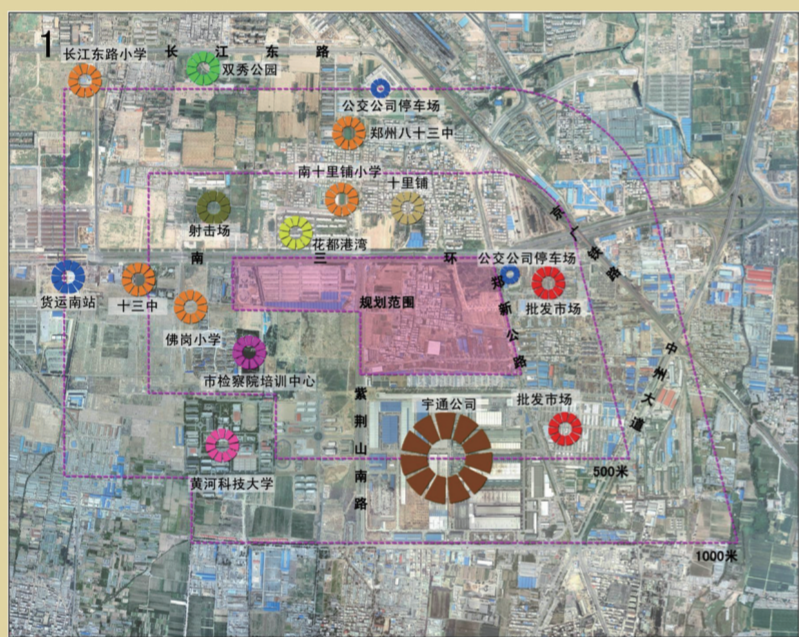 1
长江东路小学
长江东路
双秀公园
公交公司停车场
郑州八十三中
南十里铺小学
十里铺
射击场
花都港湾
南三环
京广铁路
公交公司停车场
货运南站
十三中
规划范围
郑新公路
批发市场
佛岗小学
中州大道
市检察院培训中心
紫荆山南路
宇通公司
批发市场
500米
黄河科技大学
1000米